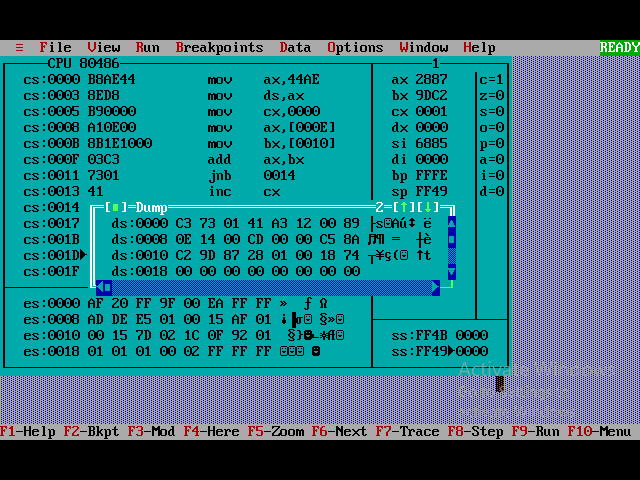 ≡ File View Run Breakpoints Data Options Window Help READY
CPU 80486 1
cs:0000 B8AE44 mov ax,44AE ax 2887 c=1
cs:0003 8ED8 mov ds,ax bx 9DC2 z=0
cs:0005 B90000 mov cx,0000 cx 0001 s=0
cs:0008 A10E00 mov ax,[000E] dx 0000 o=0
cs:000B 8B1E1000 mov bx,[0010] si 6885 p=0
cs:000F 03C3 add ax,bx di 0000 a=0
cs:0011 7301 jnb 0014 bp FFFE i=0
cs:0013 41 inc cx sp FF49 d=0
cs:0014
cs:0017
cs:001B
cs:001D►
cs:001F
[■]=Dump 2=[↑][↓]
ds:0000 C3 73 01 41 A3 12 00 89 ├s☺Aú↕ ë
ds:0008 0E 14 00 CD 00 00 C5 8A ♬¶ = ┼è
ds:0010 C2 9D 87 28 01 00 18 74 ┬¥ç(☺ ↑t
ds:0018 00 00 00 00 00 00 00 00
es:0000 AF 20 FF 9F 00 EA FF FF » ƒ Ω
es:0008 AD DE E5 01 00 15 AF 01 ¡▐σ☺ §»☺
es:0010 00 15 7D 02 1C 0F 92 01 §}☻∟☼Æ☺
es:0018 01 01 01 00 02 FF FF FF ☺☺☺ ☻
ss:FF4B 0000
ss:FF49►0000
Activate Windows
F1-Help F2-Bkpt F3-Mod F4-Here F5-Zoom F6-Next F7-Trace F8-Step F9-Run F10-Menu